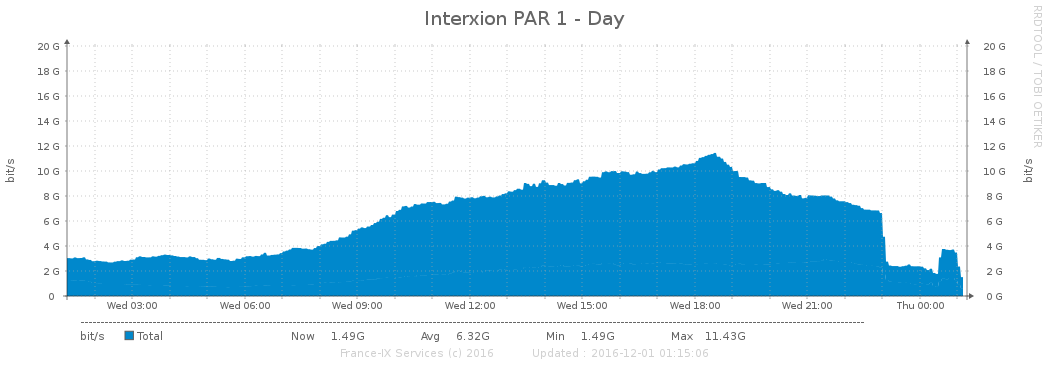 Interxion PAR 1 - Day
RRDTOOL / TOBI OETIKER
bit/s
20 G
18 G
16 G
14 G
12 G
10 G
8 G
6 G
4 G
2 G
0
20 G
18 G
16 G
14 G
12 G
10 G
8 G
6 G
4 G
2 G
0 G
bit/s
Wed 03:00 Wed 06:00 Wed 09:00 Wed 12:00 Wed 15:00 Wed 18:00 Wed 21:00 Thu 00:00
bit/s Total Now 1.49G Avg 6.32G Min 1.49G Max 11.43G
France-IX Services (c) 2016 Updated : 2016-12-01 01:15:06